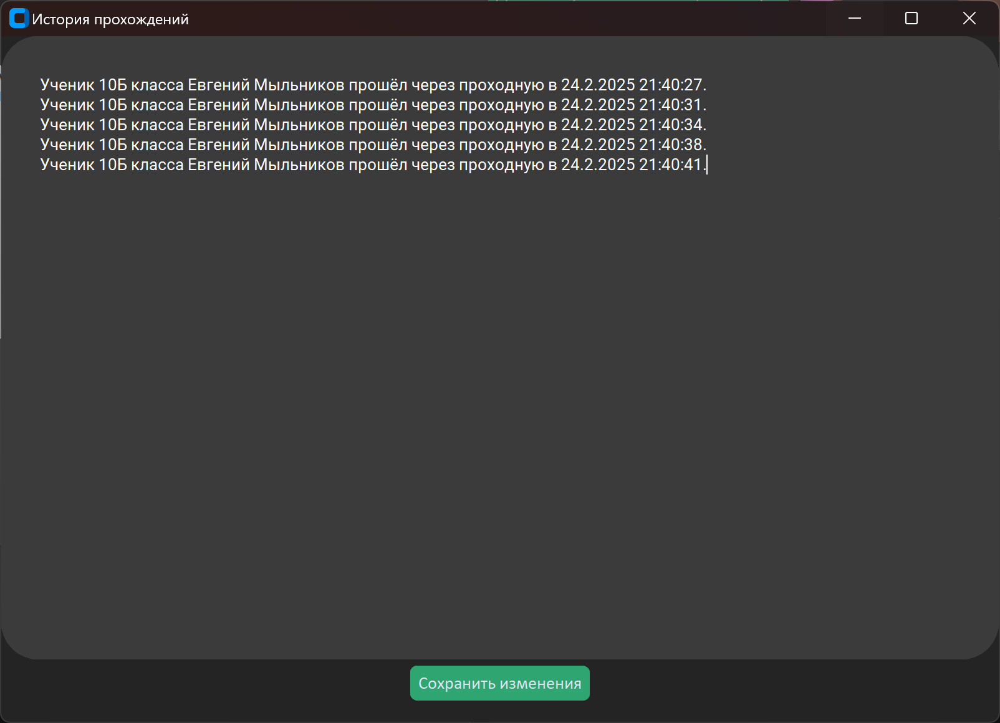 История прохождений
Ученик 10Б класса Евгений Мыльников прошёл через проходную в 24.2.2025 21:40:27.
Ученик 10Б класса Евгений Мыльников прошёл через проходную в 24.2.2025 21:40:31.
Ученик 10Б класса Евгений Мыльников прошёл через проходную в 24.2.2025 21:40:34.
Ученик 10Б класса Евгений Мыльников прошёл через проходную в 24.2.2025 21:40:38.
Ученик 10Б класса Евгений Мыльников прошёл через проходную в 24.2.2025 21:40:41.
Сохранить изменения